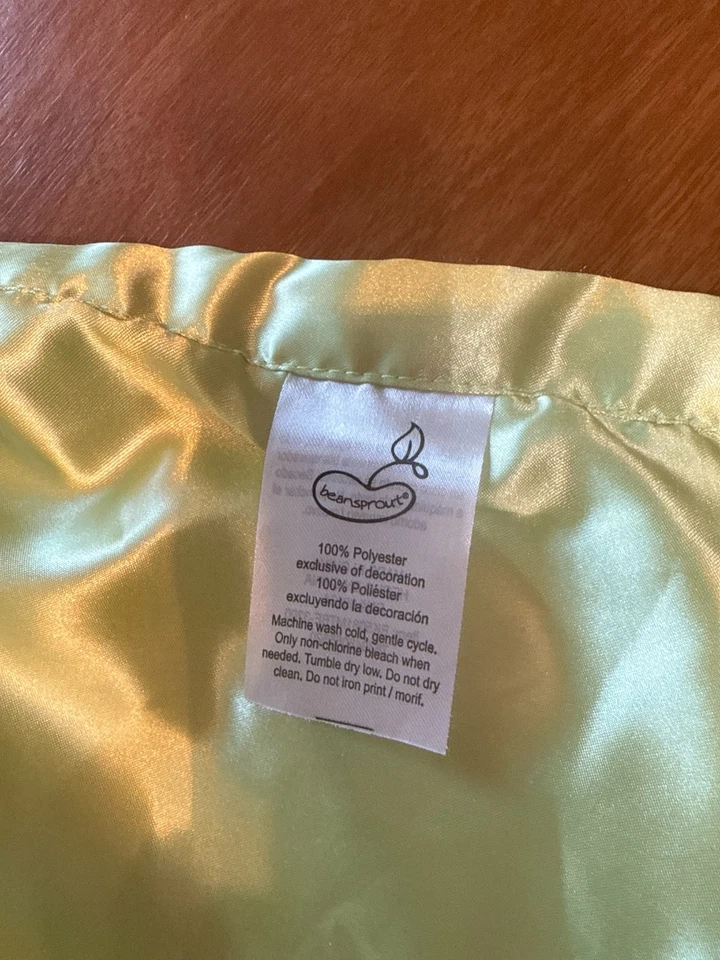 beansprout®
100% Polyester
exclusive of decoration
100% Poliéster
excluyendo la decoración
Machine wash cold, gentle cycle.
Only non-chlorine bleach when
needed. Tumble dry low. Do not dry
clean. Do not iron print / morif.